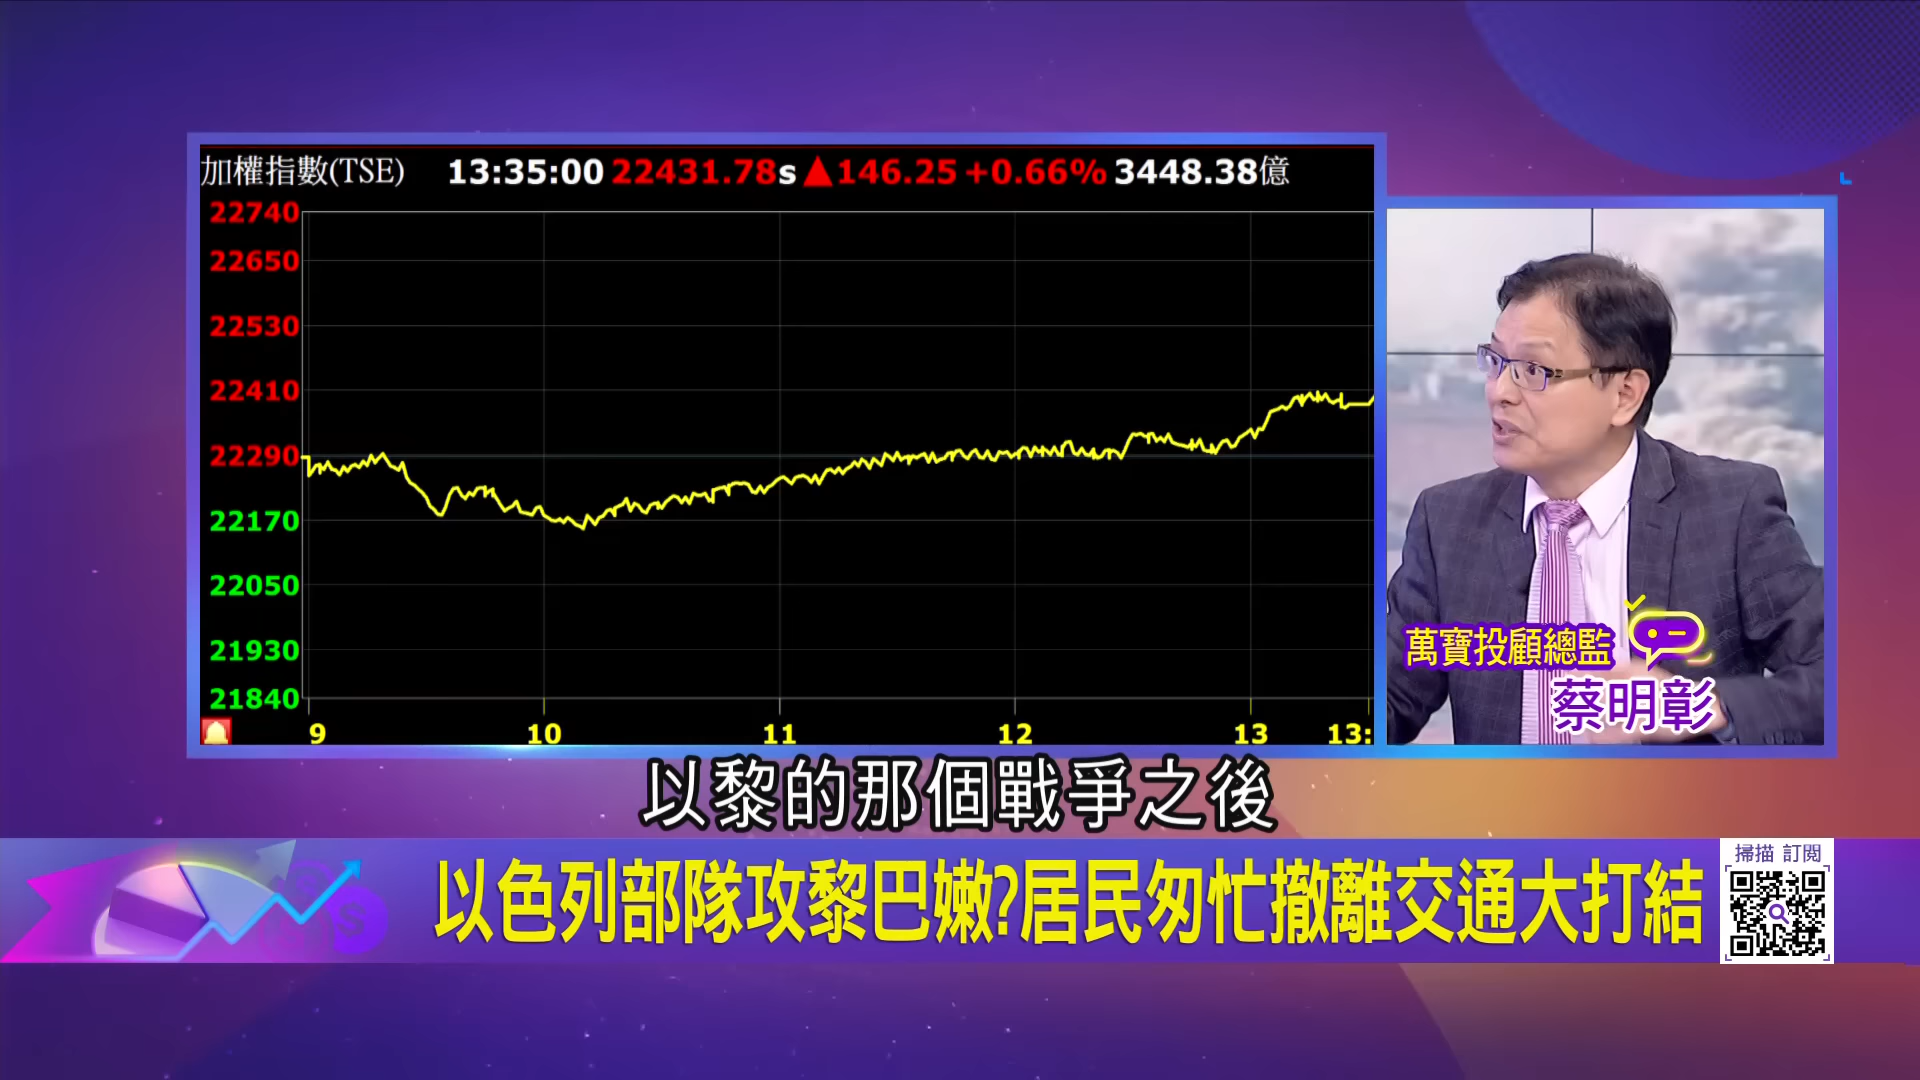 加權指數(TSE) 13:35:00 22431.78s ▲146.25 +0.66% 3448.38億
22740
22650
22530
22410
22290
22170
22050
21930
21840
9 10 11 12 13 13:
萬寶投顧總監
蔡明彰
以黎的那個戰爭之後
以色列部隊攻黎巴嫩?居民匆忙撤離交通大打結
掃描 訂閱